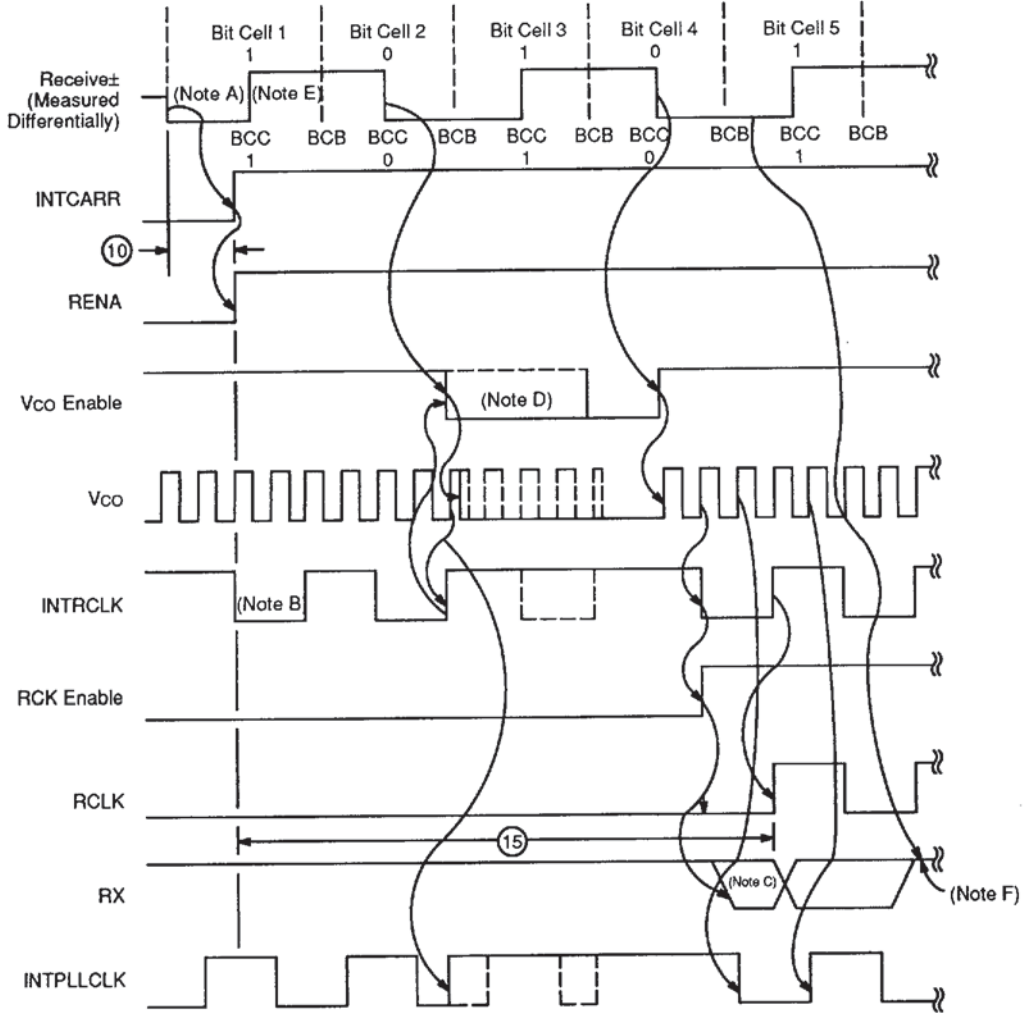 Bit Cell 1 Bit Cell 2 Bit Cell 3 Bit Cell 4 Bit Cell 5
1 0 1 0 1
Receive±
(Measured
Differentially)
(Note A) (Note E)
BCC BCB BCC BCB BCC BCB BCC BCB BCC BCB
1 0 1 0 1
INTCARR
10
RENA
VCO Enable
(Note D)
VCO
INTRCLK
(Note B)
RCK Enable
RCLK
15
RX
(Note C)
(Note F)
INTPLLCLK